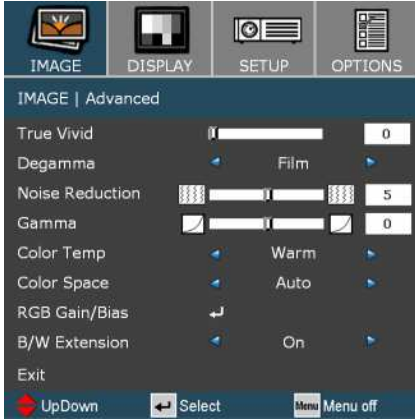 IMAGE DISPLAY SETUP OPTIONS
IMAGE | Advanced
True Vivid 0
Degamma Film
Noise Reduction 5
Gamma 0
Color Temp Warm
Color Space Auto
RGB Gain/Bias
B/W Extension On
Exit
UpDown Select Menu Menu off